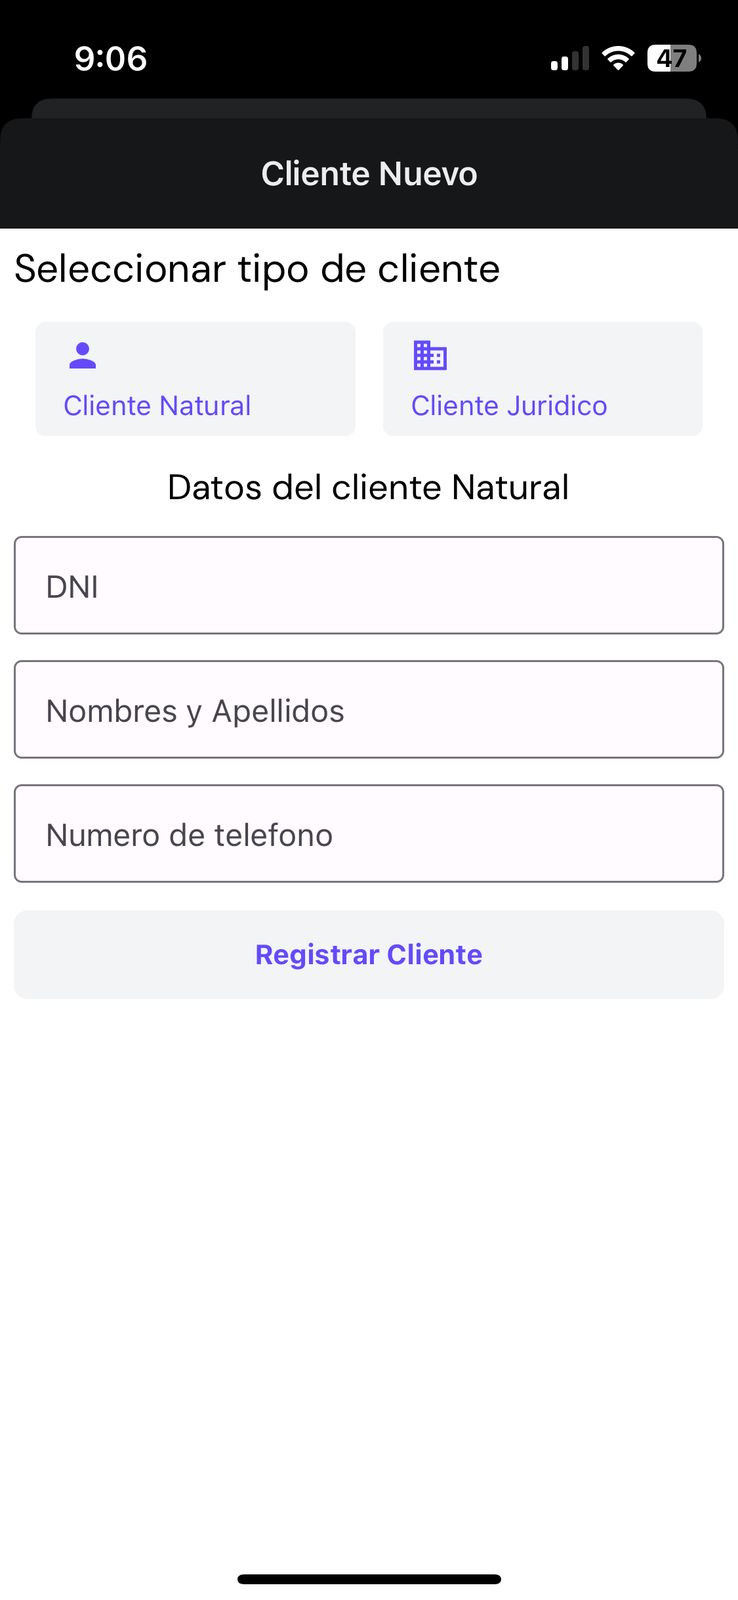 9:06
47
Cliente Nuevo
Seleccionar tipo de cliente
Cliente Natural
Cliente Juridico
Datos del cliente Natural
DNI
Nombres y Apellidos
Numero de telefono
Registrar Cliente